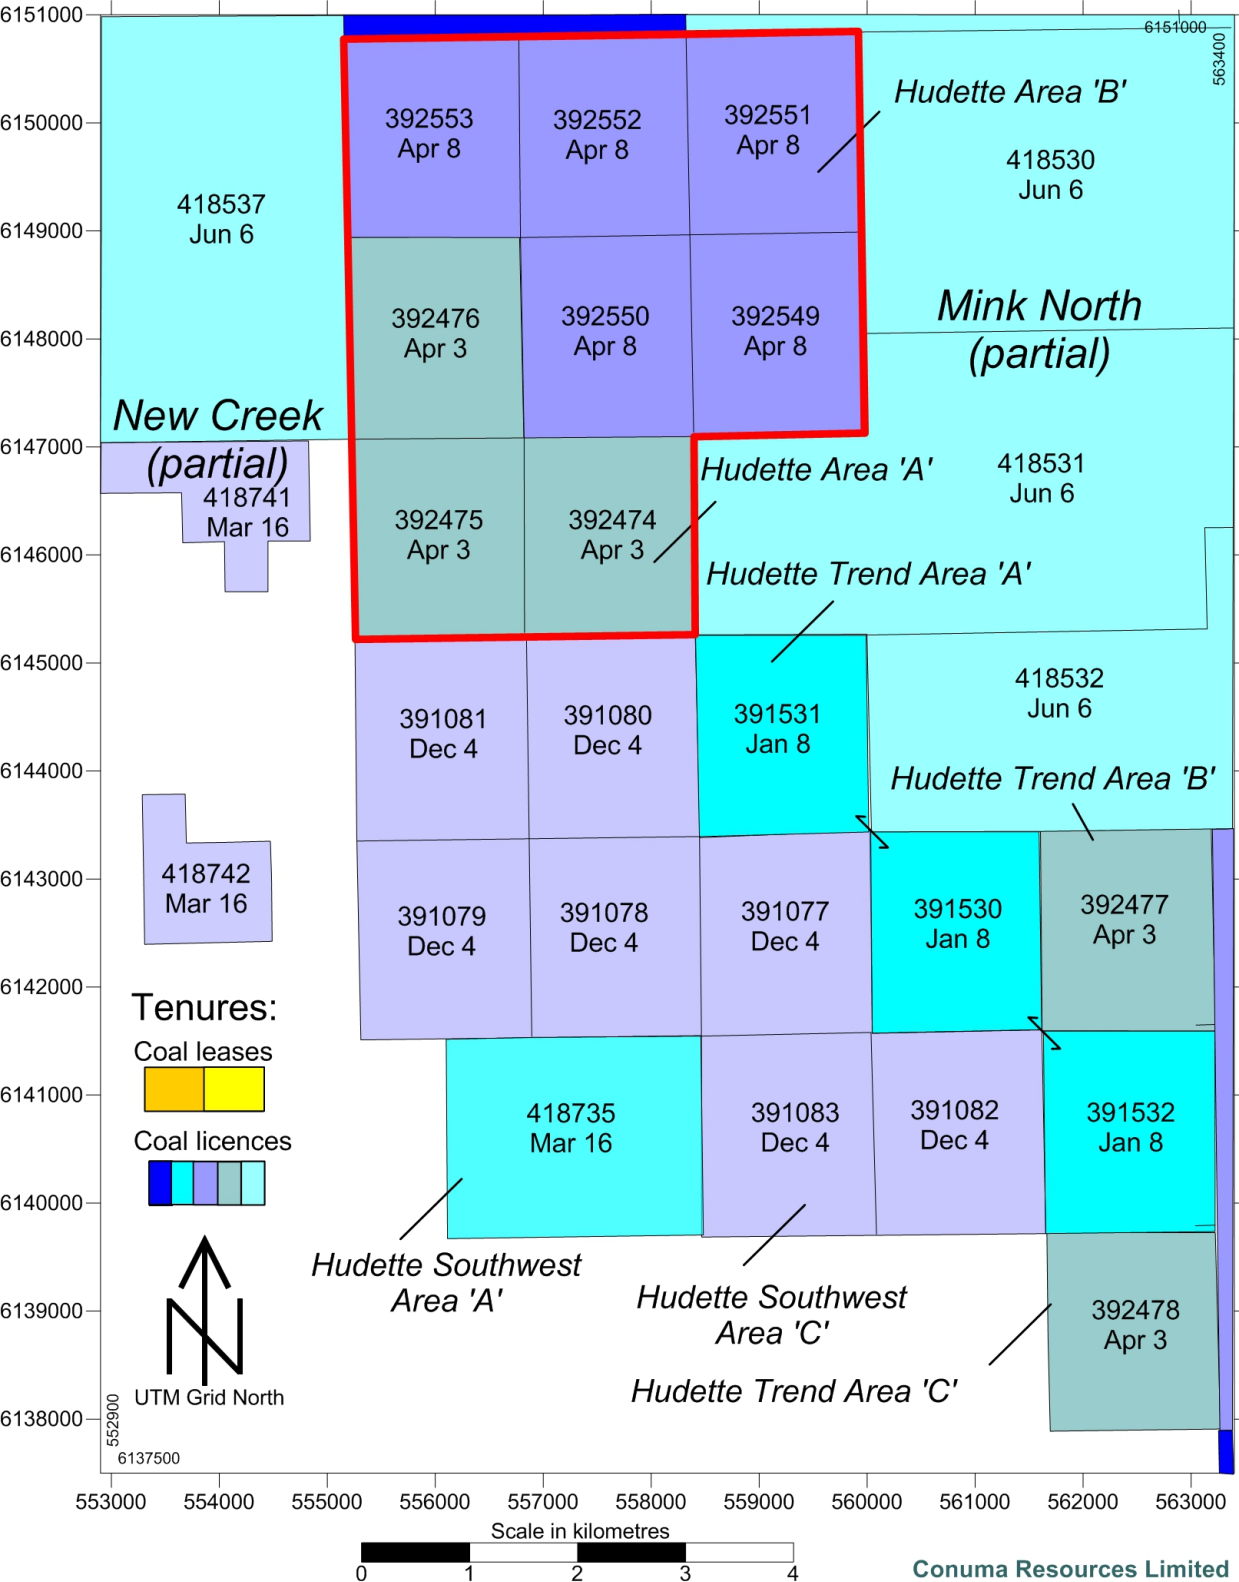 6151000
6151000
563400
Hudette Area 'B'
392553
Apr 8
392552
Apr 8
392551
Apr 8
6150000
418530
Jun 6
418537
Jun 6
6149000
392476
Apr 3
392550
Apr 8
392549
Apr 8
Mink North
(partial)
6148000
New Creek
(partial)
6147000
418741
Mar 16
Hudette Area 'A'
418531
Jun 6
392475
Apr 3
392474
Apr 3
6146000
Hudette Trend Area 'A'
6145000
418532
Jun 6
391081
Dec 4
391080
Dec 4
391531
Jan 8
6144000
Hudette Trend Area 'B'
418742
Mar 16
6143000
391079
Dec 4
391078
Dec 4
391077
Dec 4
391530
Jan 8
392477
Apr 3
6142000
Tenures:
Coal leases
6141000
418735
Mar 16
391083
Dec 4
391082
Dec 4
391532
Jan 8
Coal licences
6140000
Hudette Southwest
Area 'A'
Hudette Southwest
Area 'C'
6139000
392478
Apr 3
Hudette Trend Area 'C'
N
UTM Grid North
6138000
552900
6137500
553000 554000 555000 556000 557000 558000 559000 560000 561000 562000 563000
Scale in kilometres
0 1 2 3 4
Conuma Resources Limited